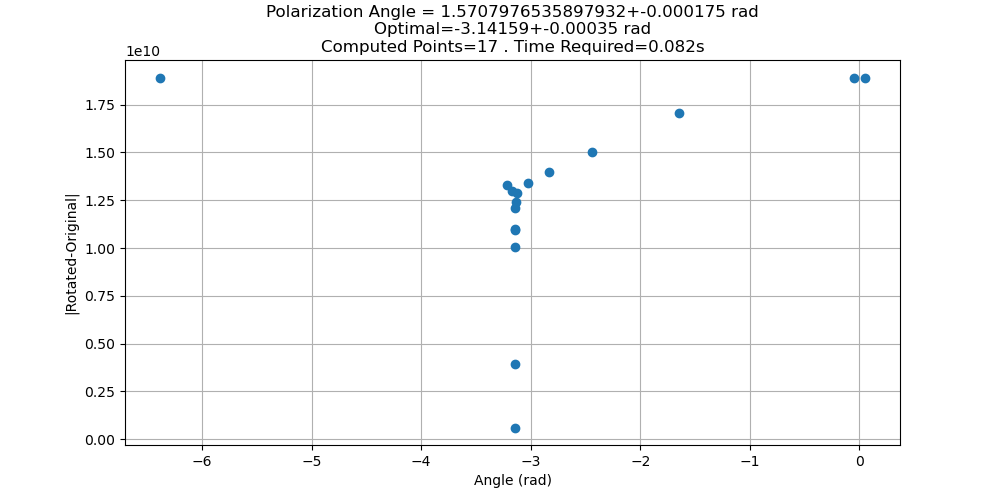 Polarization Angle = 1.5707976535897932+-0.000175 rad
Optimal=-3.14159+-0.00035 rad
Computed Points=17 . Time Required=0.082s
1e10
1.75
1.50
1.25
1.00
0.75
0.50
0.25
0.00
|Rotated-Original|
−6 −5 −4 −3 −2 −1 0
Angle (rad)